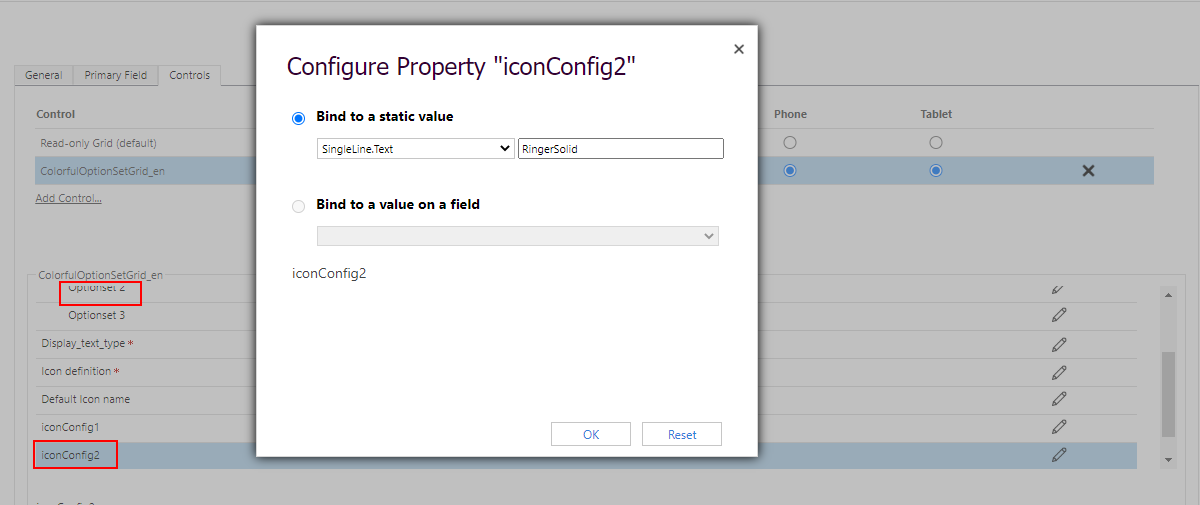 Configure Property "iconConfig2"
General Primary Field Controls
Control Phone Tablet
Bind to a static value
SingleLine.Text RingerSolid
Read-only Grid (default)
ColorfulOptionSetGrid_en
Add Control...
Bind to a value on a field
iconConfig2
ColorfulOptionSetGrid_en
Optionset 2
Optionset 3
Display_text_type *
Icon definition *
Default Icon name
iconConfig1
iconConfig2
OK Reset